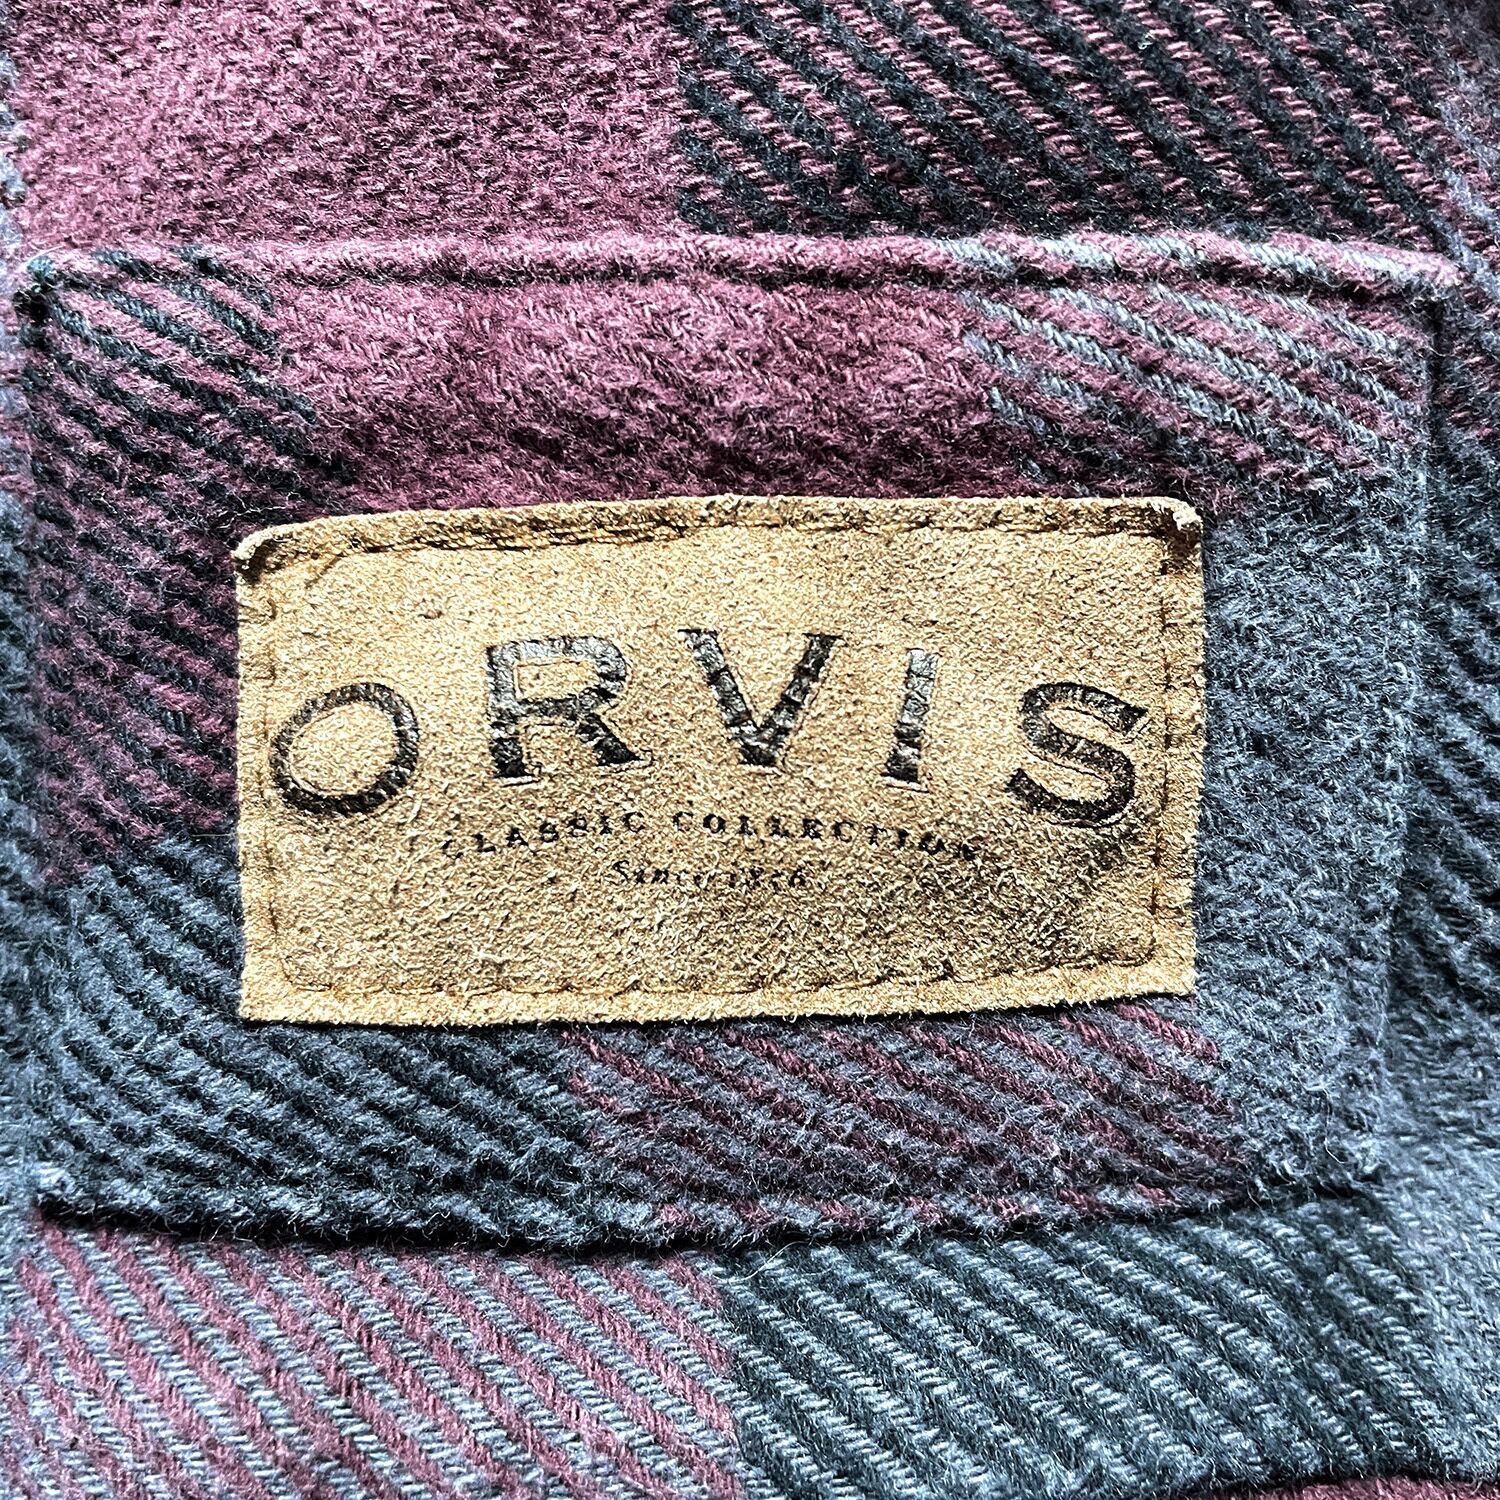 ORVIS
CLASSIC COLLECTION
Since 1856